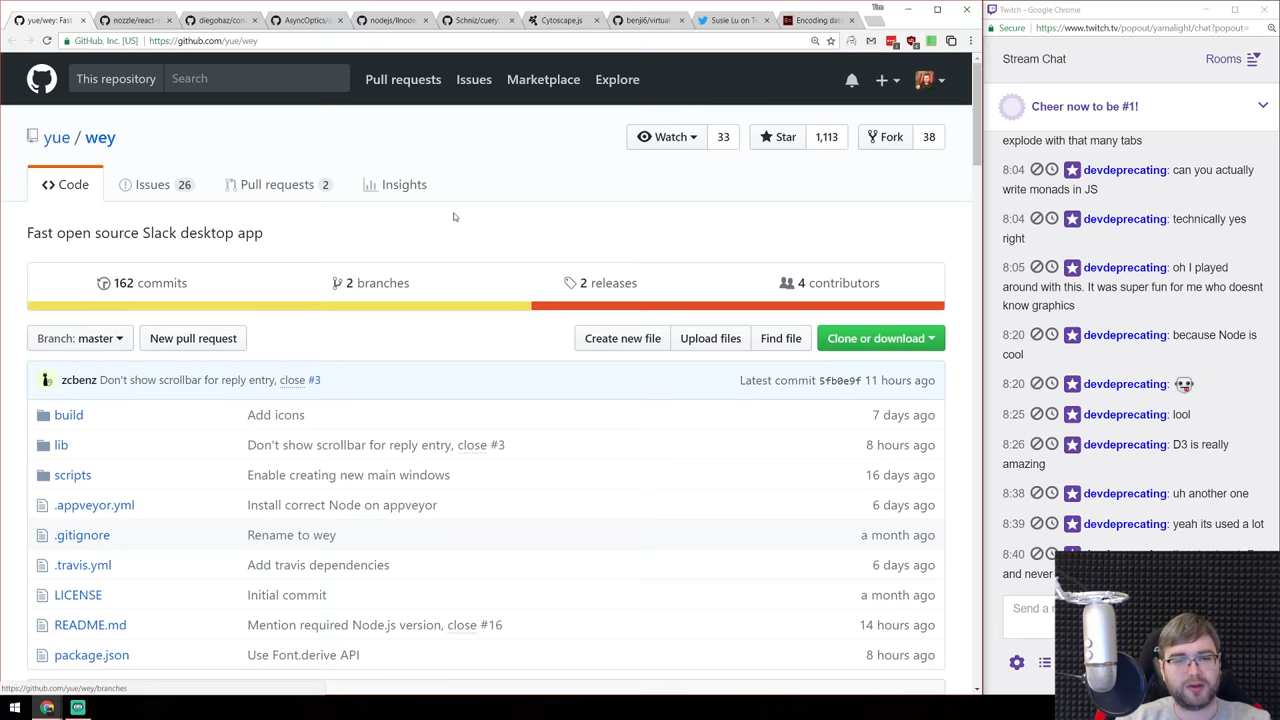 yue/wey: Fast
nozzle/react-s
diegohaz/con
AsyncOptics/
nodejs/llnode
Schniz/cuery:
Cytoscape.js
benji6/virtual
Susie Lu on T
Encoding data
Tim
GitHub, Inc. [US]
https://github.com/yue/wey
This repository
Search
Pull requests
Issues
Marketplace
Explore
yue / wey
Watch
33
Star
1,113
Fork
38
<> Code
Issues 26
Pull requests 2
Insights
Fast open source Slack desktop app
162 commits
2 branches
2 releases
4 contributors
Branch: master
New pull request
Create new file
Upload files
Find file
Clone or download
zcbenz Don't show scrollbar for reply entry, close #3
Latest commit 5fb0e9f 11 hours ago
build
Add icons
7 days ago
lib
Don't show scrollbar for reply entry, close #3
8 hours ago
scripts
Enable creating new main windows
16 days ago
.appveyor.yml
Install correct Node on appveyor
6 days ago
.gitignore
Rename to wey
a month ago
.travis.yml
Add travis dependencies
6 days ago
LICENSE
Initial commit
a month ago
README.md
Mention required Node.js version, close #16
14 hours ago
package.json
Use Font.derive API
8 hours ago
https://github.com/yue/wey/branches
Twitch - Google Chrome
Secure
https://www.twitch.tv/popout/yamalight/chat?popout=
Stream Chat
Rooms
Cheer now to be #1!
explode with that many tabs
8:04 devdeprecating: can you actually
write monads in JS
8:04 devdeprecating: technically yes
right
8:05 devdeprecating: oh I played
around with this. It was super fun for me who doesnt
know graphics
8:20 devdeprecating: because Node is
cool
8:20 devdeprecating:
8:25 devdeprecating: lool
8:26 devdeprecating: D3 is really
amazing
8:38 devdeprecating: uh another one
8:39 devdeprecating: yeah its used a lot
8:40
and never
Send a